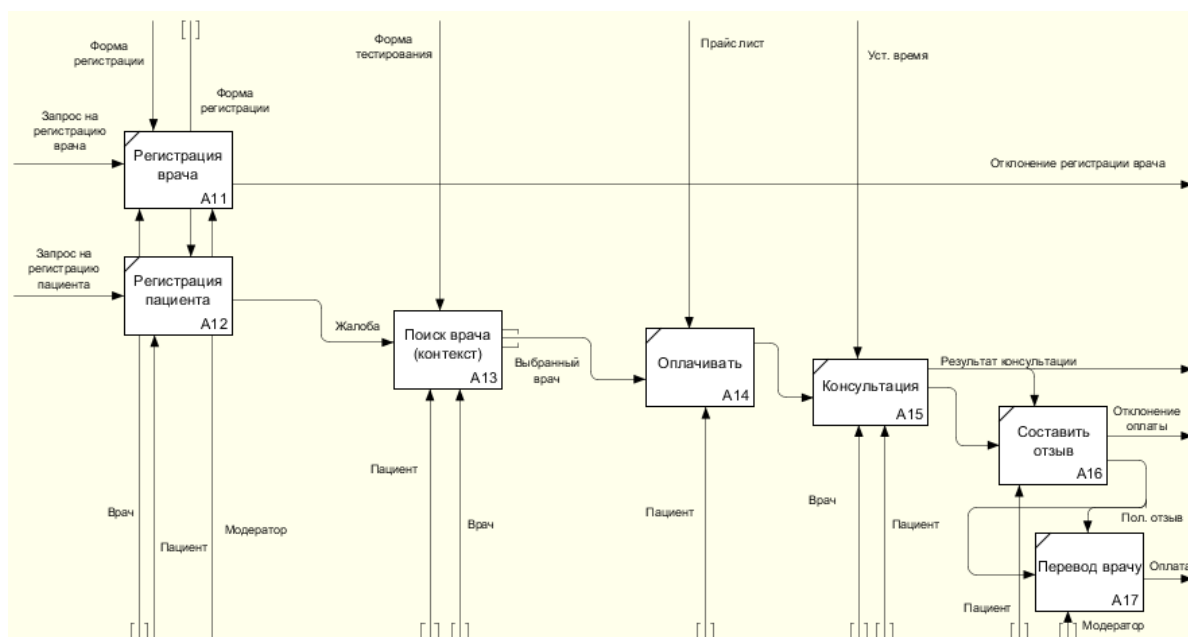 Форма
регистрации
Форма
тестирования
Прайс.лист
Уст. время
Форма
регистрации
Запрос на
регистрацию
врача
Регистрация
врача
A11
Отклонение регистрации врача
Запрос на
регистрацию
пациента
Регистрация
пациента
A12
Жалоба
Поиск врача
(контекст)
A13
Выбранный
врач
Оплачивать
A14
Консультация
A15
Результат консультации
Составить
отзыв
A16
Отклонение
оплаты
Пол. отзыв
Перевод врачу
A17
Оплата
Врач
Пациент
Модератор
Пациент
Врач
Пациент
Врач
Пациент
Пациент
Модератор